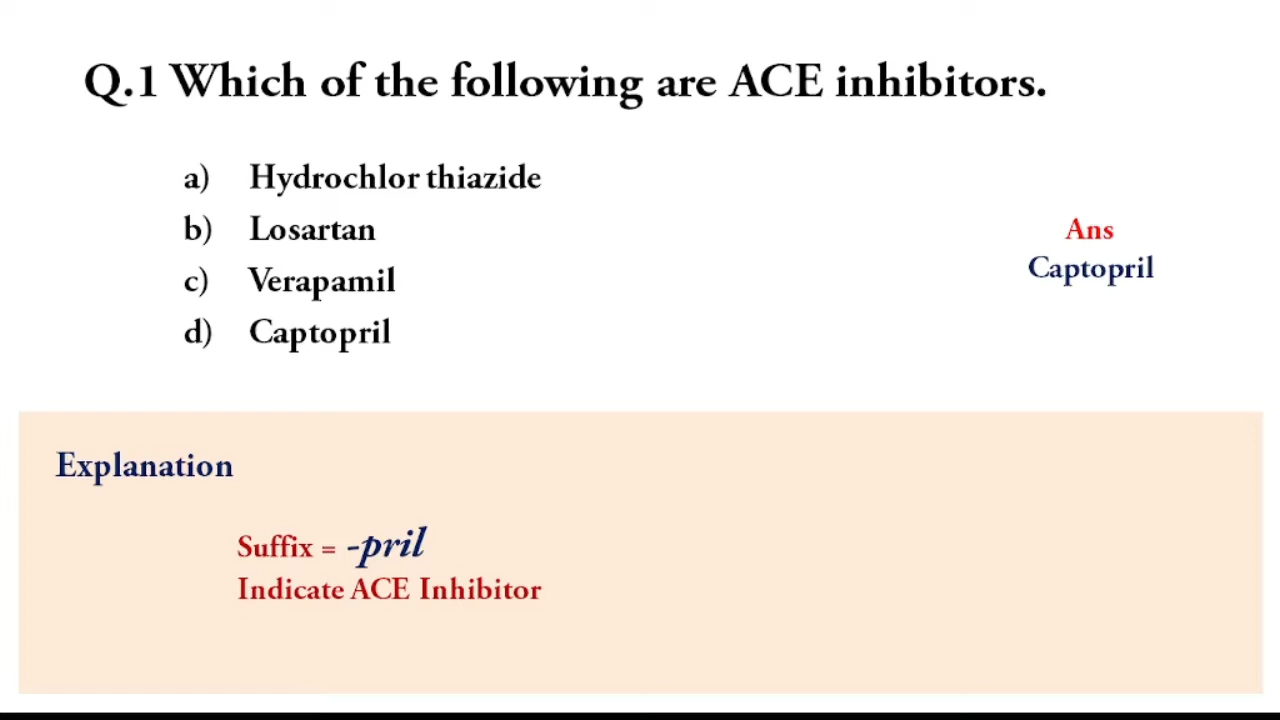 Q.1 Which of the following are ACE inhibitors.
a) Hydrochlor thiazide
b) Losartan
c) Verapamil
d) Captopril
Ans
Captopril
Explanation
Suffix = -pril
Indicate ACE Inhibitor